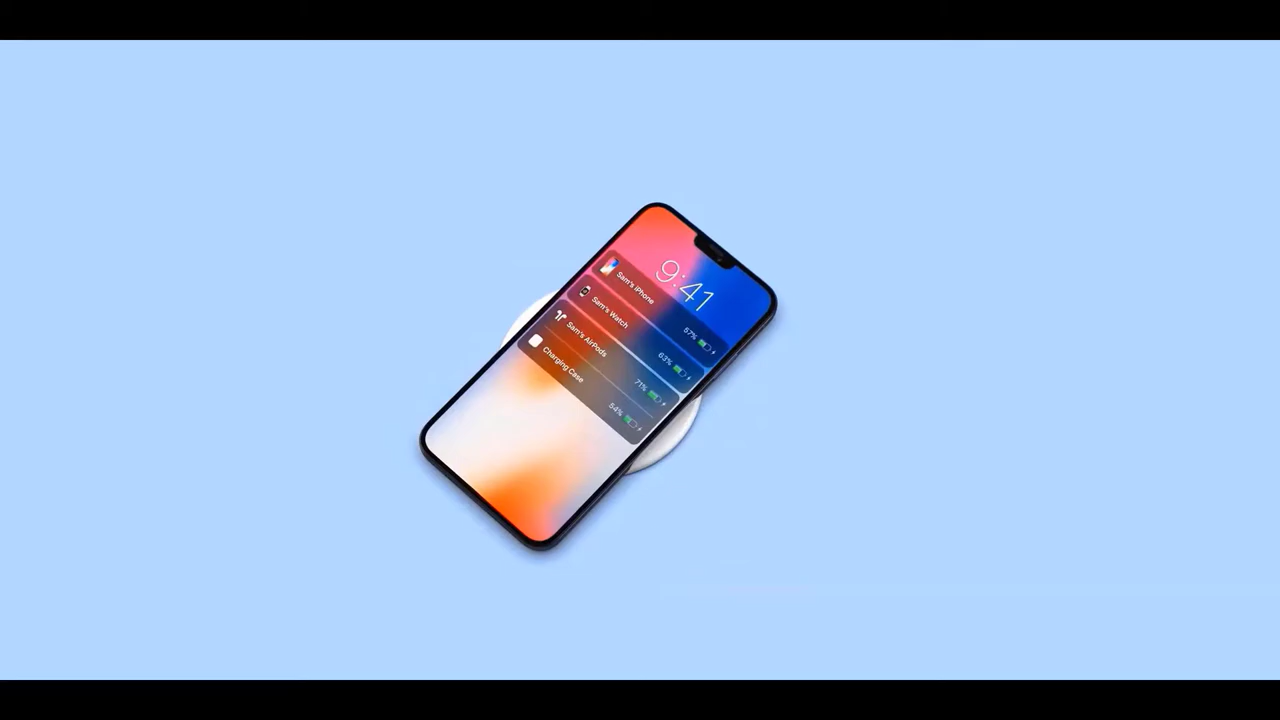 9:41
Sam's iPhone
57%
Sam's Watch
63%
Sam's AirPods
71%
Charging Case
54%